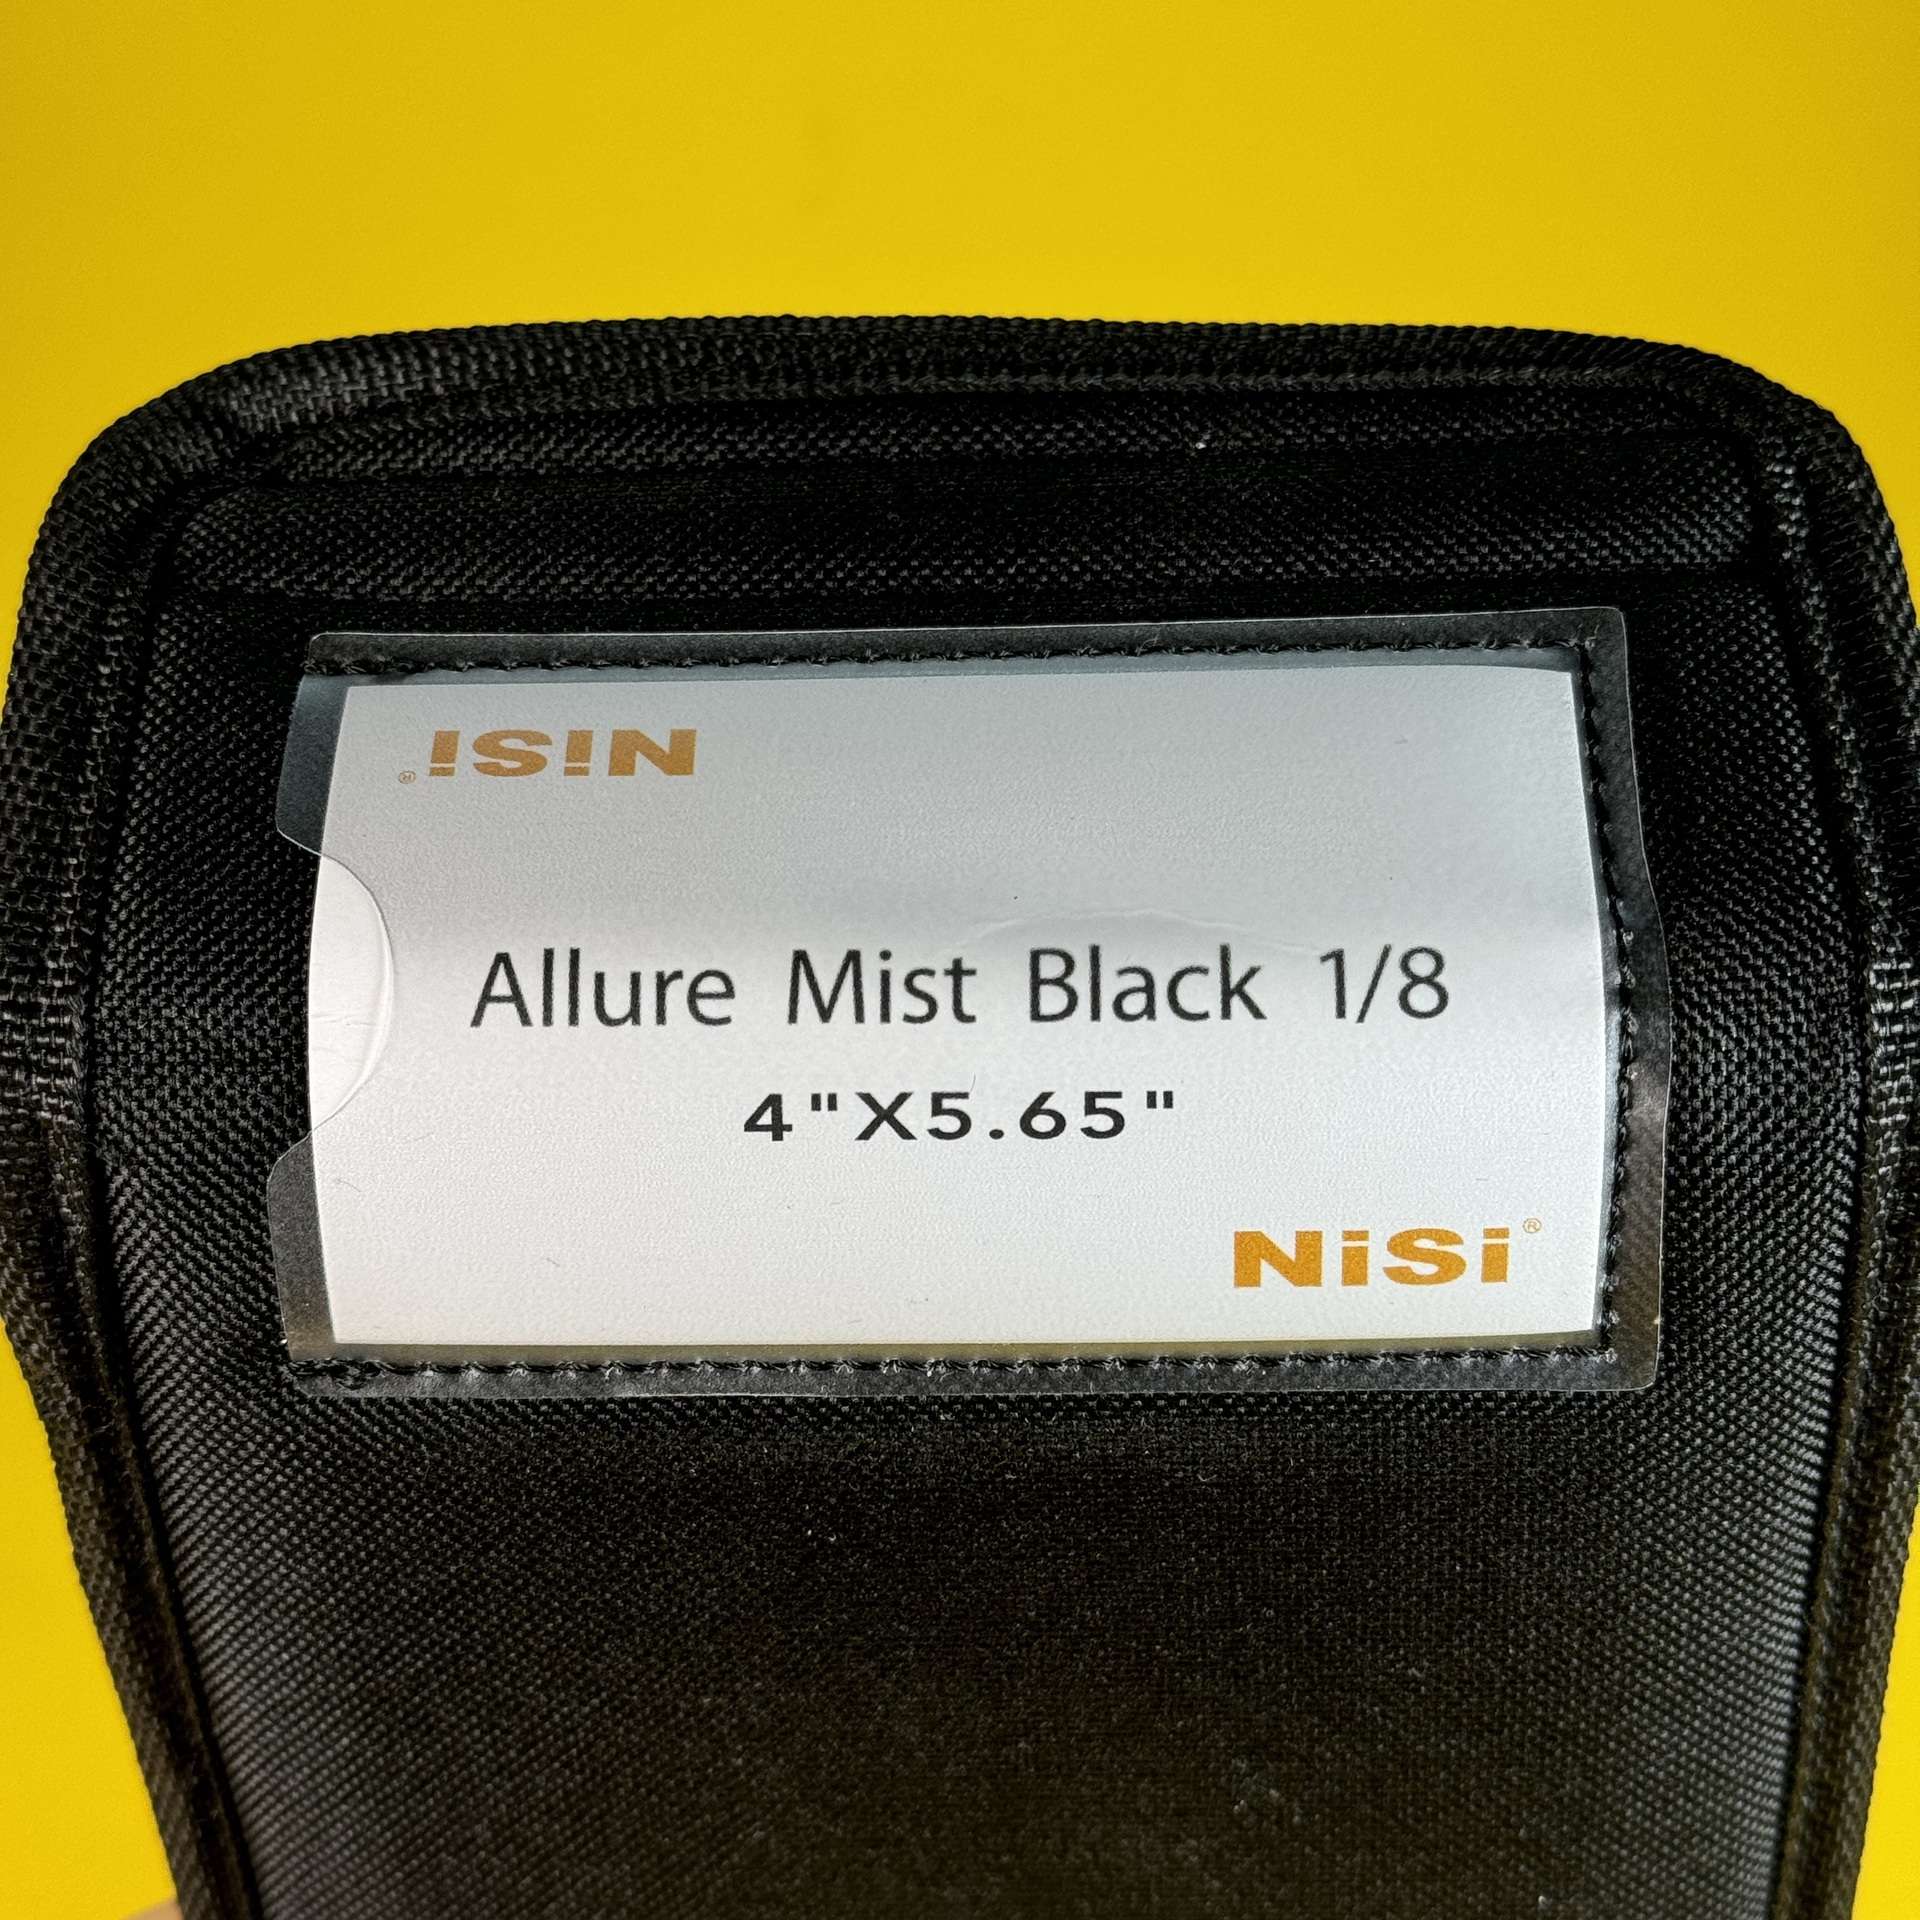 NiSi®
Allure Mist Black 1/8
4"X5.65"
NiSi®